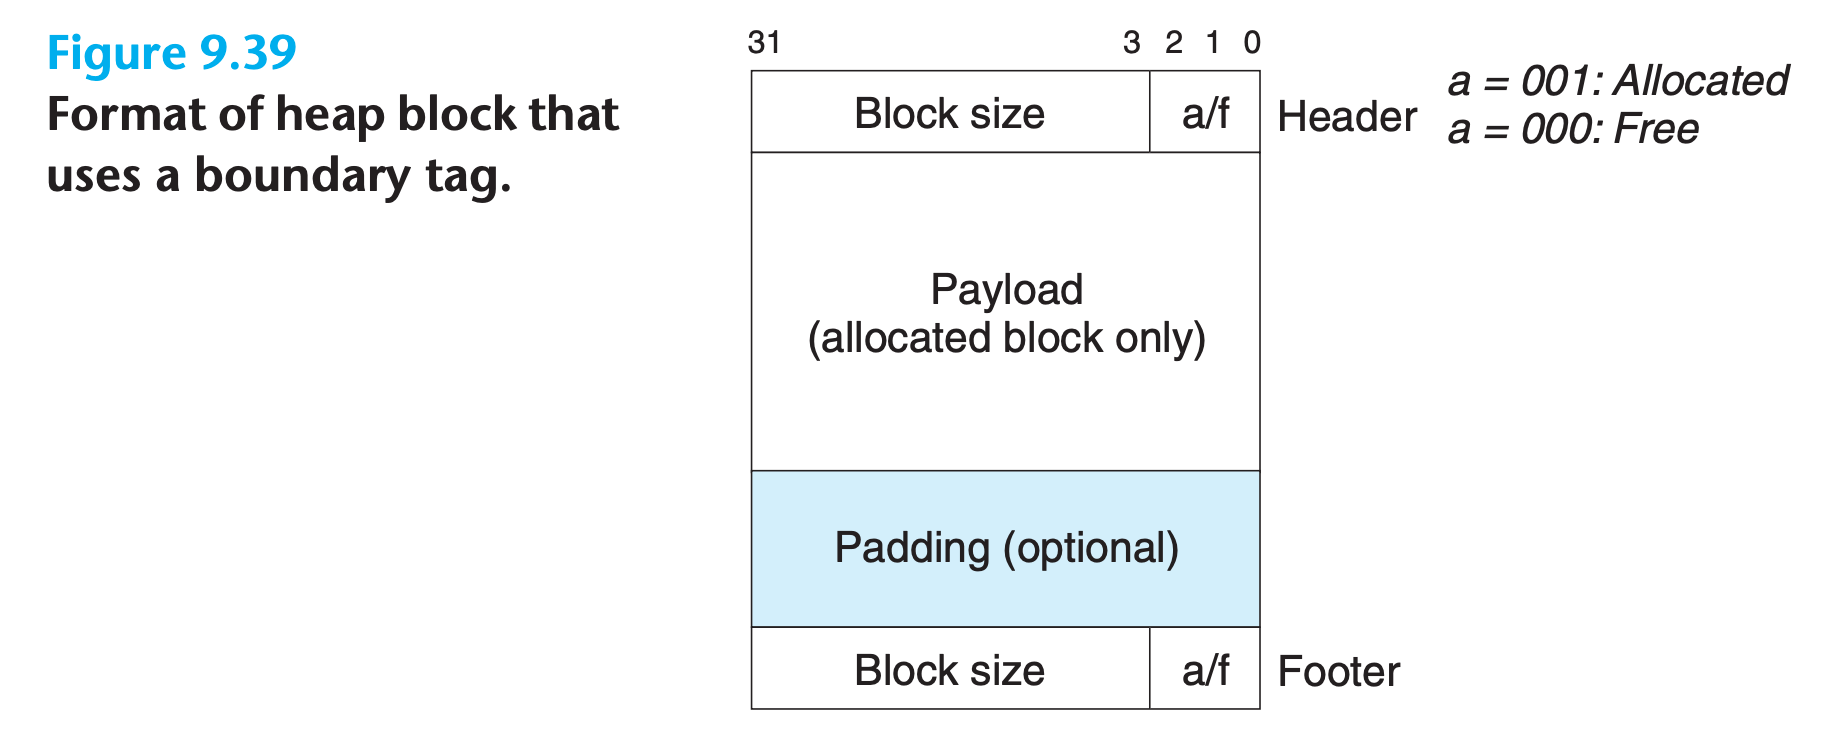 Figure 9.39
Format of heap block that
uses a boundary tag.
31 3 2 1 0
Block size a/f Header
a = 001: Allocated
a = 000: Free
Payload
(allocated block only)
Padding (optional)
Block size a/f Footer